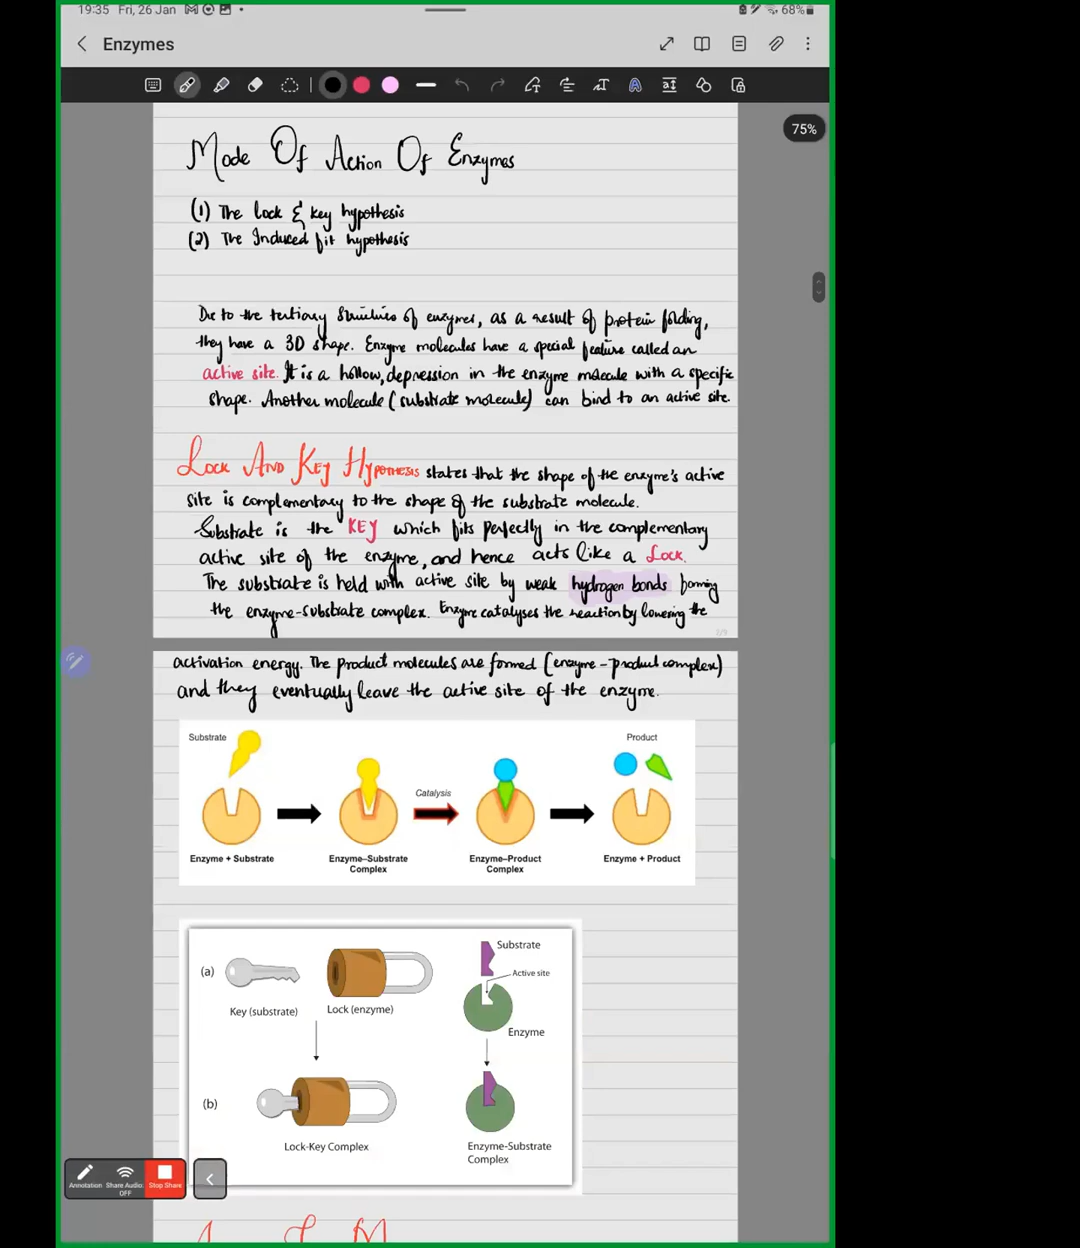 19:35 Fri, 26 Jan
68%
Enzymes
75%
Mode Of Action Of Enzymes
(1) The lock & key hypothesis
(2) The Induced fit hypothesis
Due to the tertiary structures of enzymes, as a result of protein folding,
they have a 3D shape. Enzyme molecules have a special feature called an
active site. It is a hollow, depression in the enzyme molecule with a specific
shape. Another molecule (substrate molecule) can bind to an active site.
Lock And Key Hypothesis states that the shape of the enzyme's active
site is complementary to the shape of the substrate molecule.
Substrate is the KEY which fits perfectly in the complementary
active site of the enzyme, and hence acts like a Lock.
The substrate is held with active site by weak hydrogen bonds forming
the enzyme-substrate complex. Enzyme catalyses the reaction by lowering the
activation energy. The product molecules are formed (enzyme-product complex)
and they eventually leave the active site of the enzyme.
Substrate
Product
Catalysis
Enzyme + Substrate
Enzyme–Substrate
Complex
Enzyme–Product
Complex
Enzyme + Product
(a)
Key (substrate)
Lock (enzyme)
Substrate
Active site
Enzyme
(b)
Lock-Key Complex
Enzyme-Substrate
Complex
Annotation
Share Audio:
OFF
Stop Share